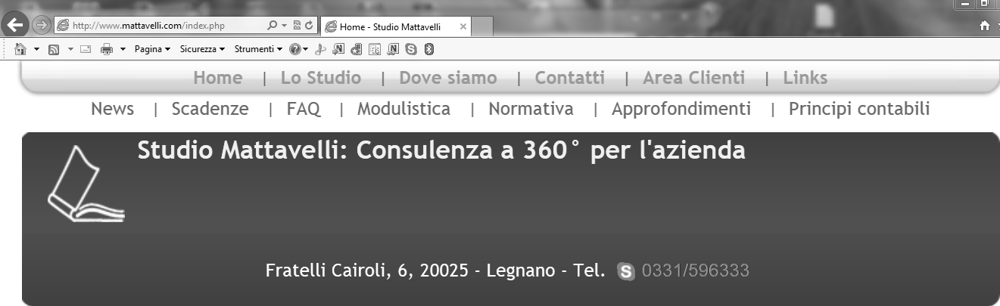 http://www.mattavelli.com/index.php
Home - Studio Mattavelli
Pagina Sicurezza Strumenti
Home | Lo Studio | Dove siamo | Contatti | Area Clienti | Links
News | Scadenze | FAQ | Modulistica | Normativa | Approfondimenti | Principi contabili
Studio Mattavelli: Consulenza a 360° per l'azienda
Fratelli Cairoli, 6, 20025 - Legnano - Tel. 0331/596333